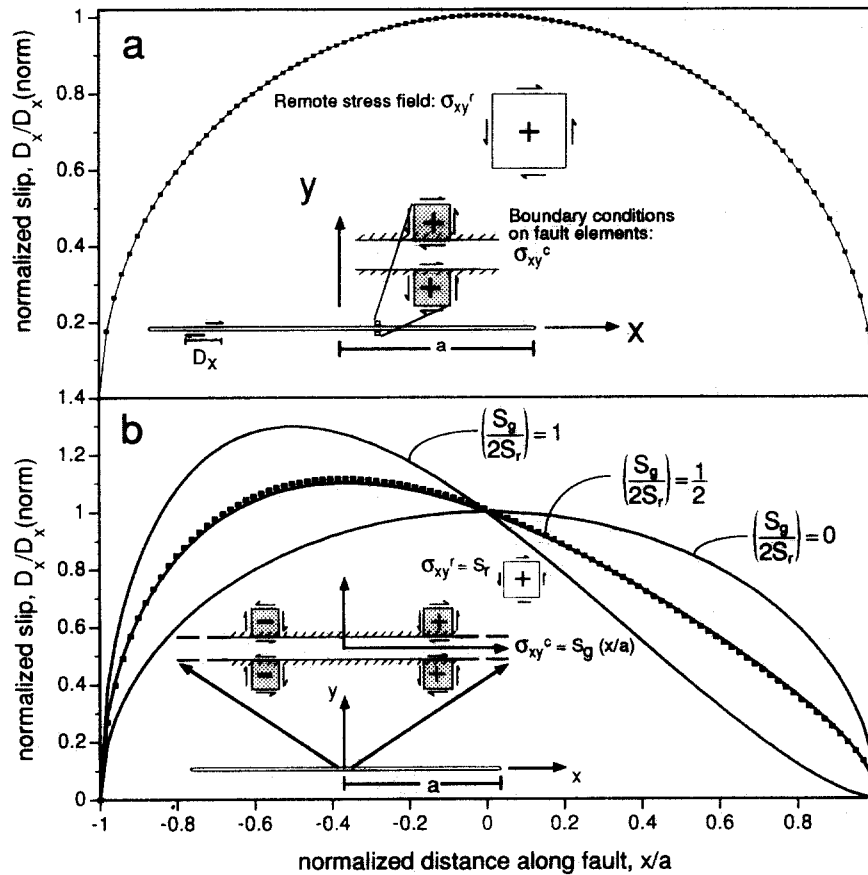 a
normalized slip, D_x/D_x(norm)
1
0.8
0.6
0.4
0.2
1.4
Remote stress field: σ_xy^r
+
y
+
+
Boundary conditions
on fault elements:
σ_xy^c
x
a
D_x
b
normalized slip, D_x/D_x(norm)
1.2
1
0.8
0.6
0.4
0.2
0
(S_g/2S_r) = 1
(S_g/2S_r) = 1/2
(S_g/2S_r) = 0
σ_xy^r = S_r
+
− +
− +
σ_xy^c = S_g (x/a)
y
x
a
-1 -0.8 -0.6 -0.4 -0.2 0 0.2 0.4 0.6 0.8
normalized distance along fault, x/a